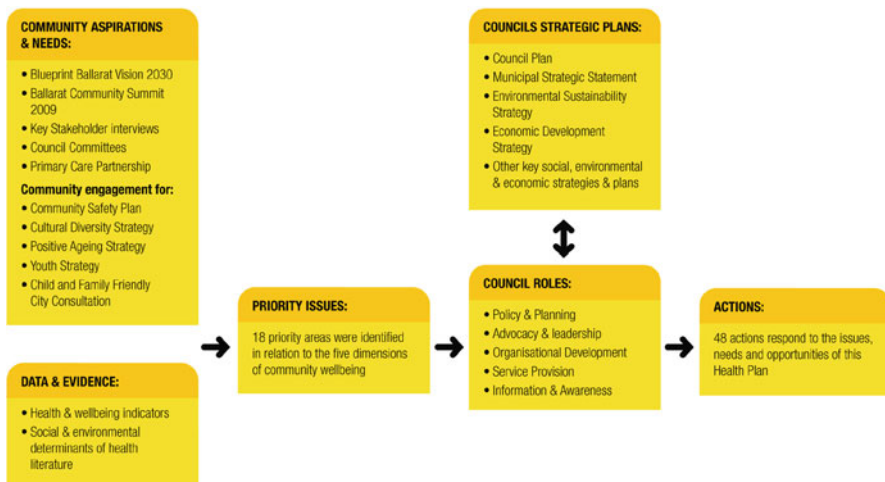 COMMUNITY ASPIRATIONS
& NEEDS:
• Blueprint Ballarat Vision 2030
• Ballarat Community Summit
2009
• Key Stakeholder interviews
• Council Committees
• Primary Care Partnership
Community engagement for:
• Community Safety Plan
• Cultural Diversity Strategy
• Positive Ageing Strategy
• Youth Strategy
• Child and Family Friendly
City Consultation
DATA & EVIDENCE:
• Health & wellbeing indicators
• Social & environmental
determinants of health
literature
PRIORITY ISSUES:
18 priority areas were identified
in relation to the five dimensions
of community wellbeing
COUNCILS STRATEGIC PLANS:
• Council Plan
• Municipal Strategic Statement
• Environmental Sustainability
Strategy
• Economic Development
Strategy
• Other key social, environmental
& economic strategies & plans
COUNCIL ROLES:
• Policy & Planning
• Advocacy & leadership
• Organisational Development
• Service Provision
• Information & Awareness
ACTIONS:
48 actions respond to the issues,
needs and opportunities of this
Health Plan